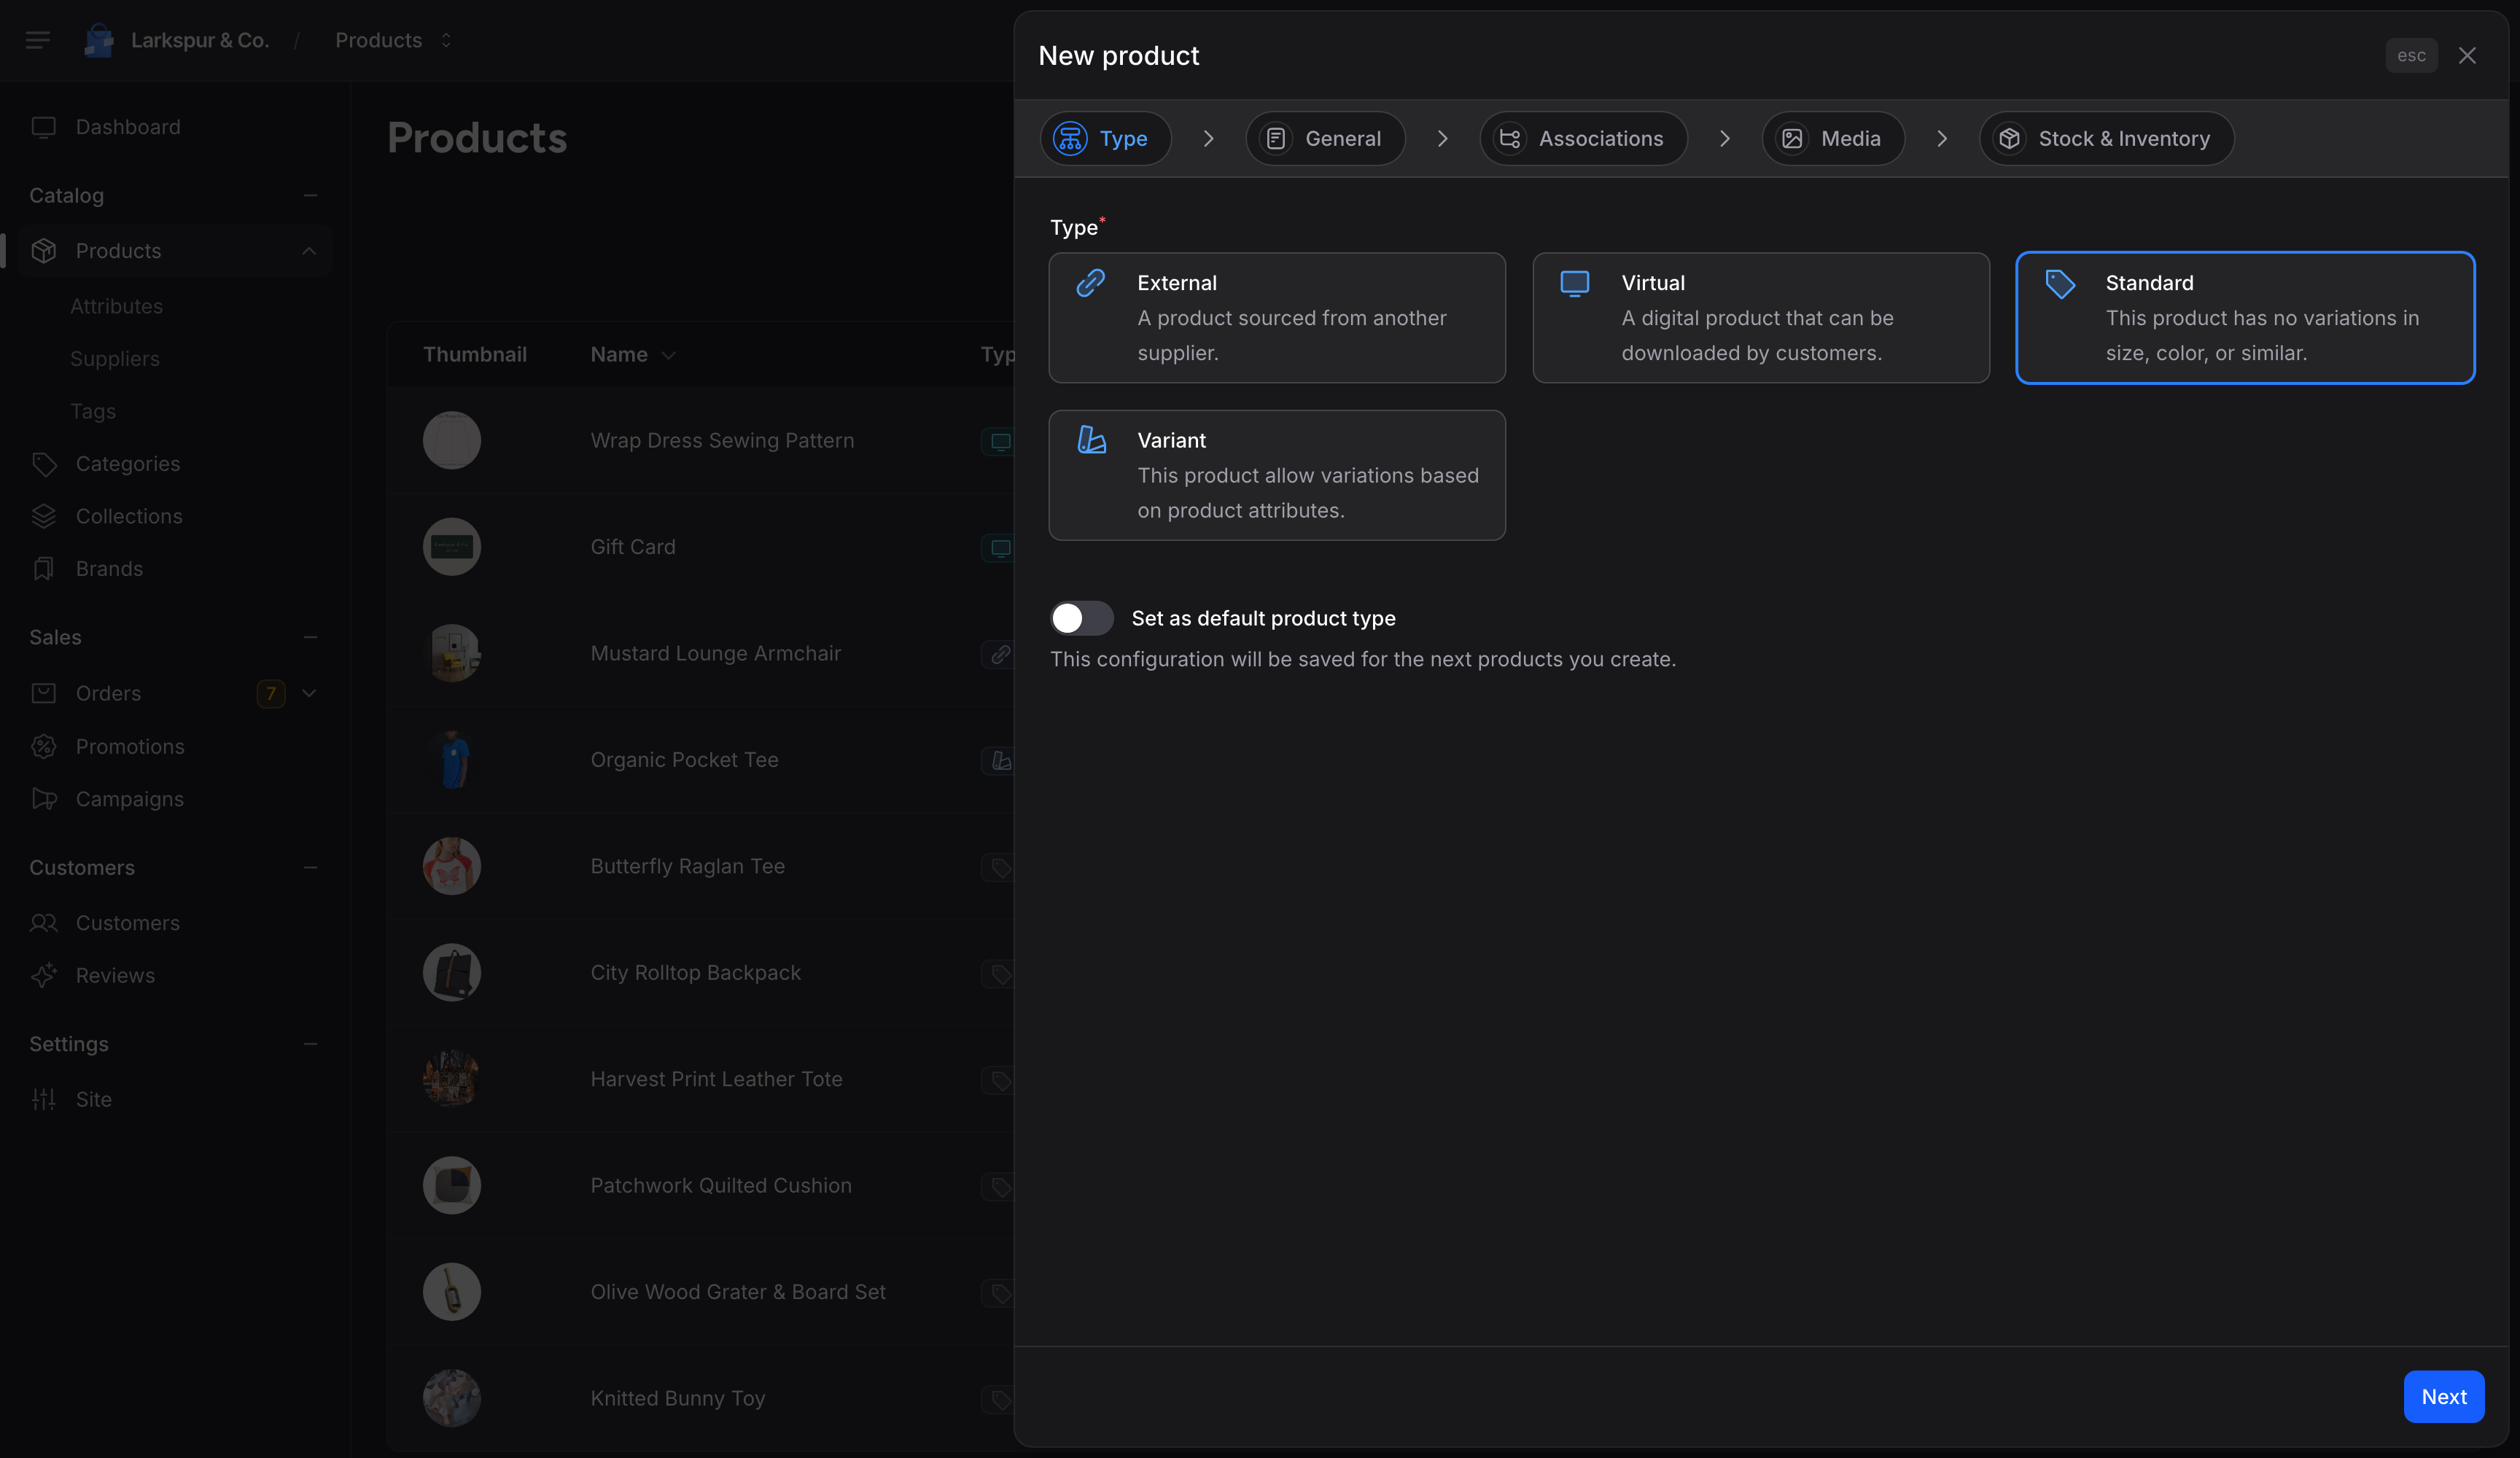 Larkspur & Co. / Products
Dashboard
Catalog
Products
Attributes
Suppliers
Tags
Categories
Collections
Brands
Sales
Orders 7
Promotions
Campaigns
Customers
Customers
Reviews
Settings
Site
Products
Thumbnail Name Typ
Wrap Dress Sewing Pattern
Gift Card
Mustard Lounge Armchair
Organic Pocket Tee
Butterfly Raglan Tee
City Rolltop Backpack
Harvest Print Leather Tote
Patchwork Quilted Cushion
Olive Wood Grater & Board Set
Knitted Bunny Toy
New product
esc
Type General Associations Media Stock & Inventory
Type*
External
A product sourced from another
supplier.
Virtual
A digital product that can be
downloaded by customers.
Standard
This product has no variations in
size, color, or similar.
Variant
This product allow variations based
on product attributes.
Set as default product type
This configuration will be saved for the next products you create.
Next